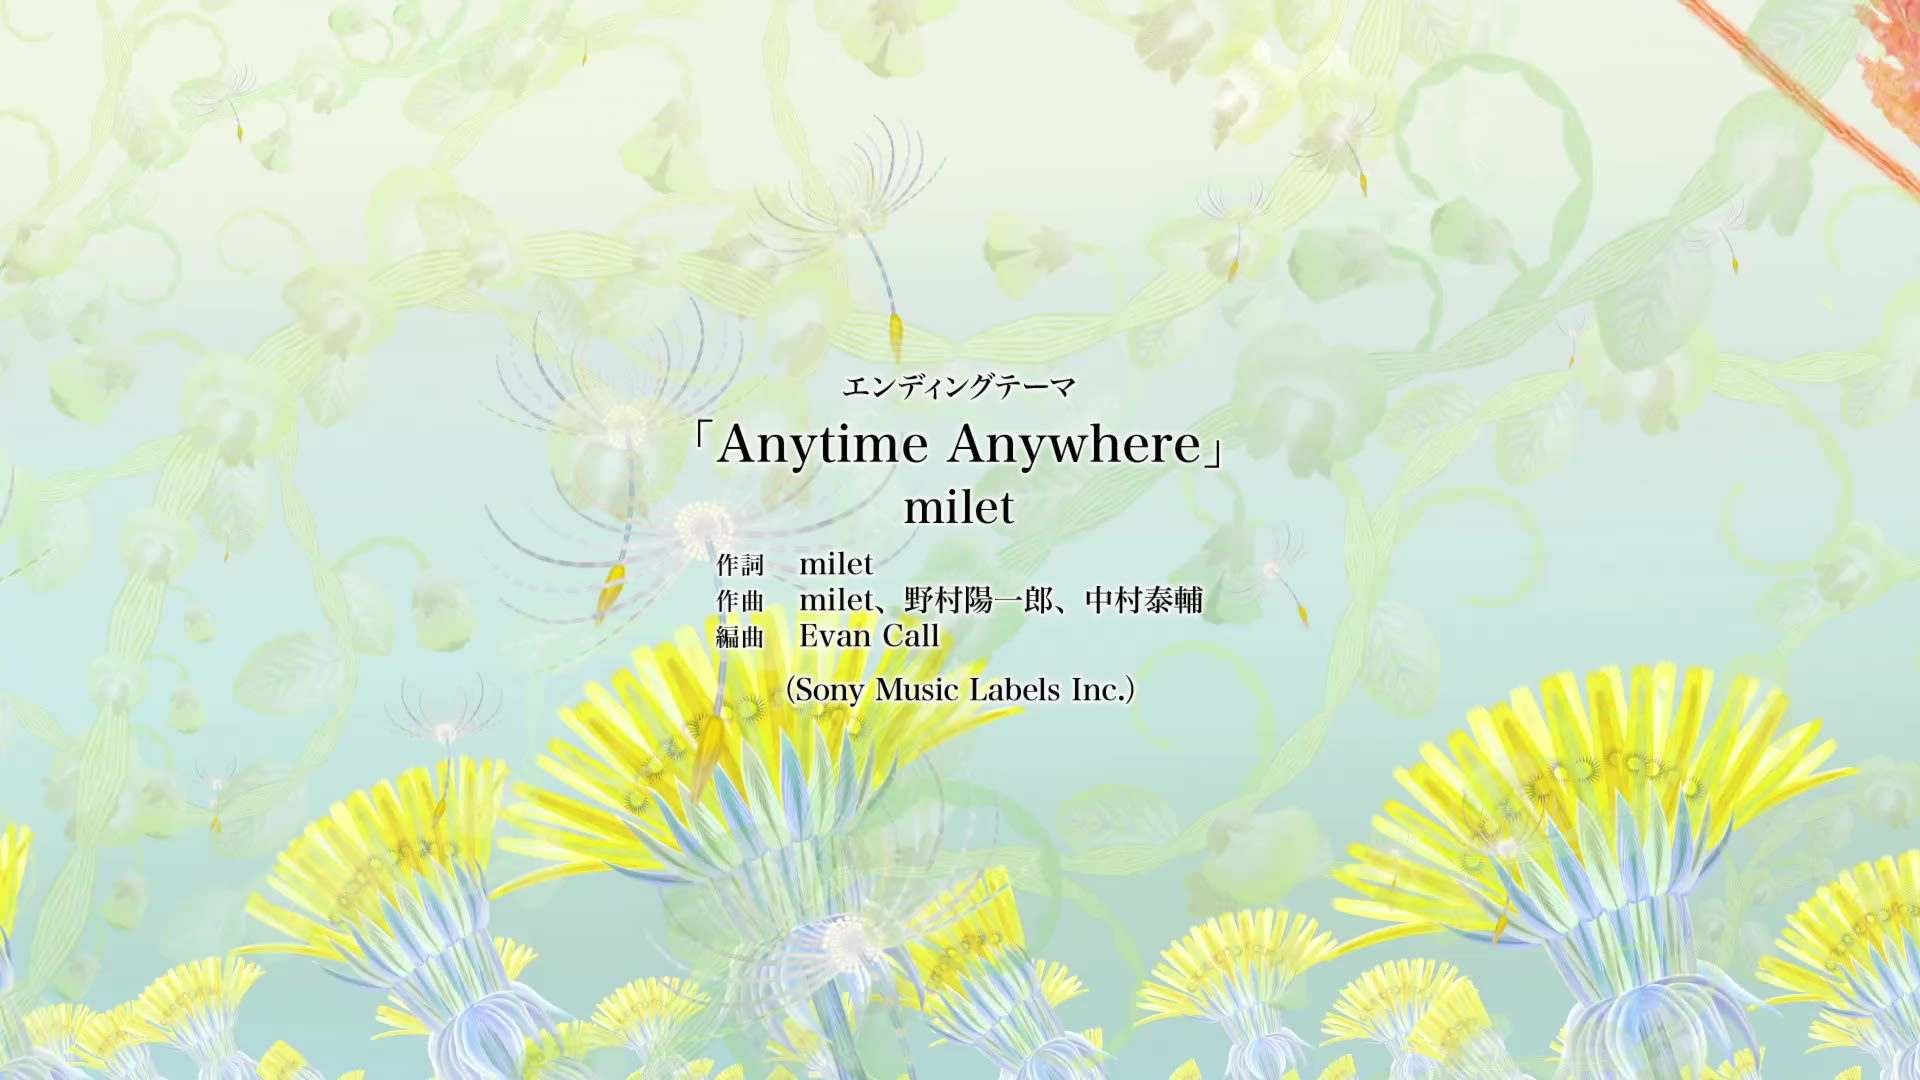 エンディングテーマ
「Anytime Anywhere」
milet
作詞 milet
作曲 milet、野村陽一郎、中村泰輔
編曲 Evan Call
(Sony Music Labels Inc.)